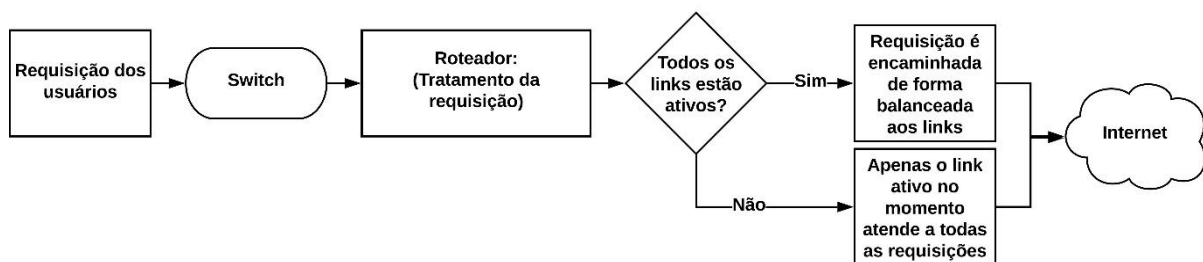 Requisição dos
usuários
Switch
Roteador:
(Tratamento da
requisição)
Todos os
links estão
ativos?
Sim
Não
Requisição é
encaminhada
de forma
balanceada
aos links
Apenas o link
ativo no
momento
atende a todas
as requisições
Internet